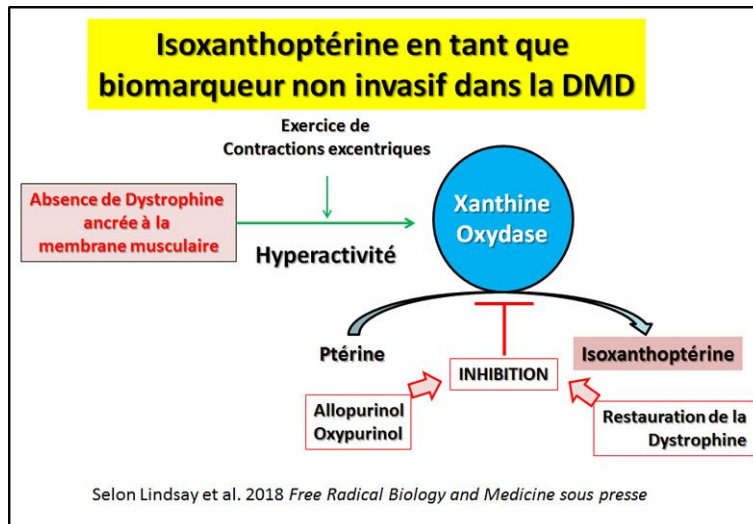 Isoxanthoptérine en tant que
biomarqueur non invasif dans la DMD
Exercice de
Contractions excentriques
Absence de Dystrophine
ancrée à la
membrane musculaire
Hyperactivité
Xanthine
Oxydase
Ptérine
Isoxanthoptérine
INHIBITION
Allopurinol
Oxypurinol
Restauration de la
Dystrophine
Selon Lindsay et al. 2018 Free Radical Biology and Medicine sous presse